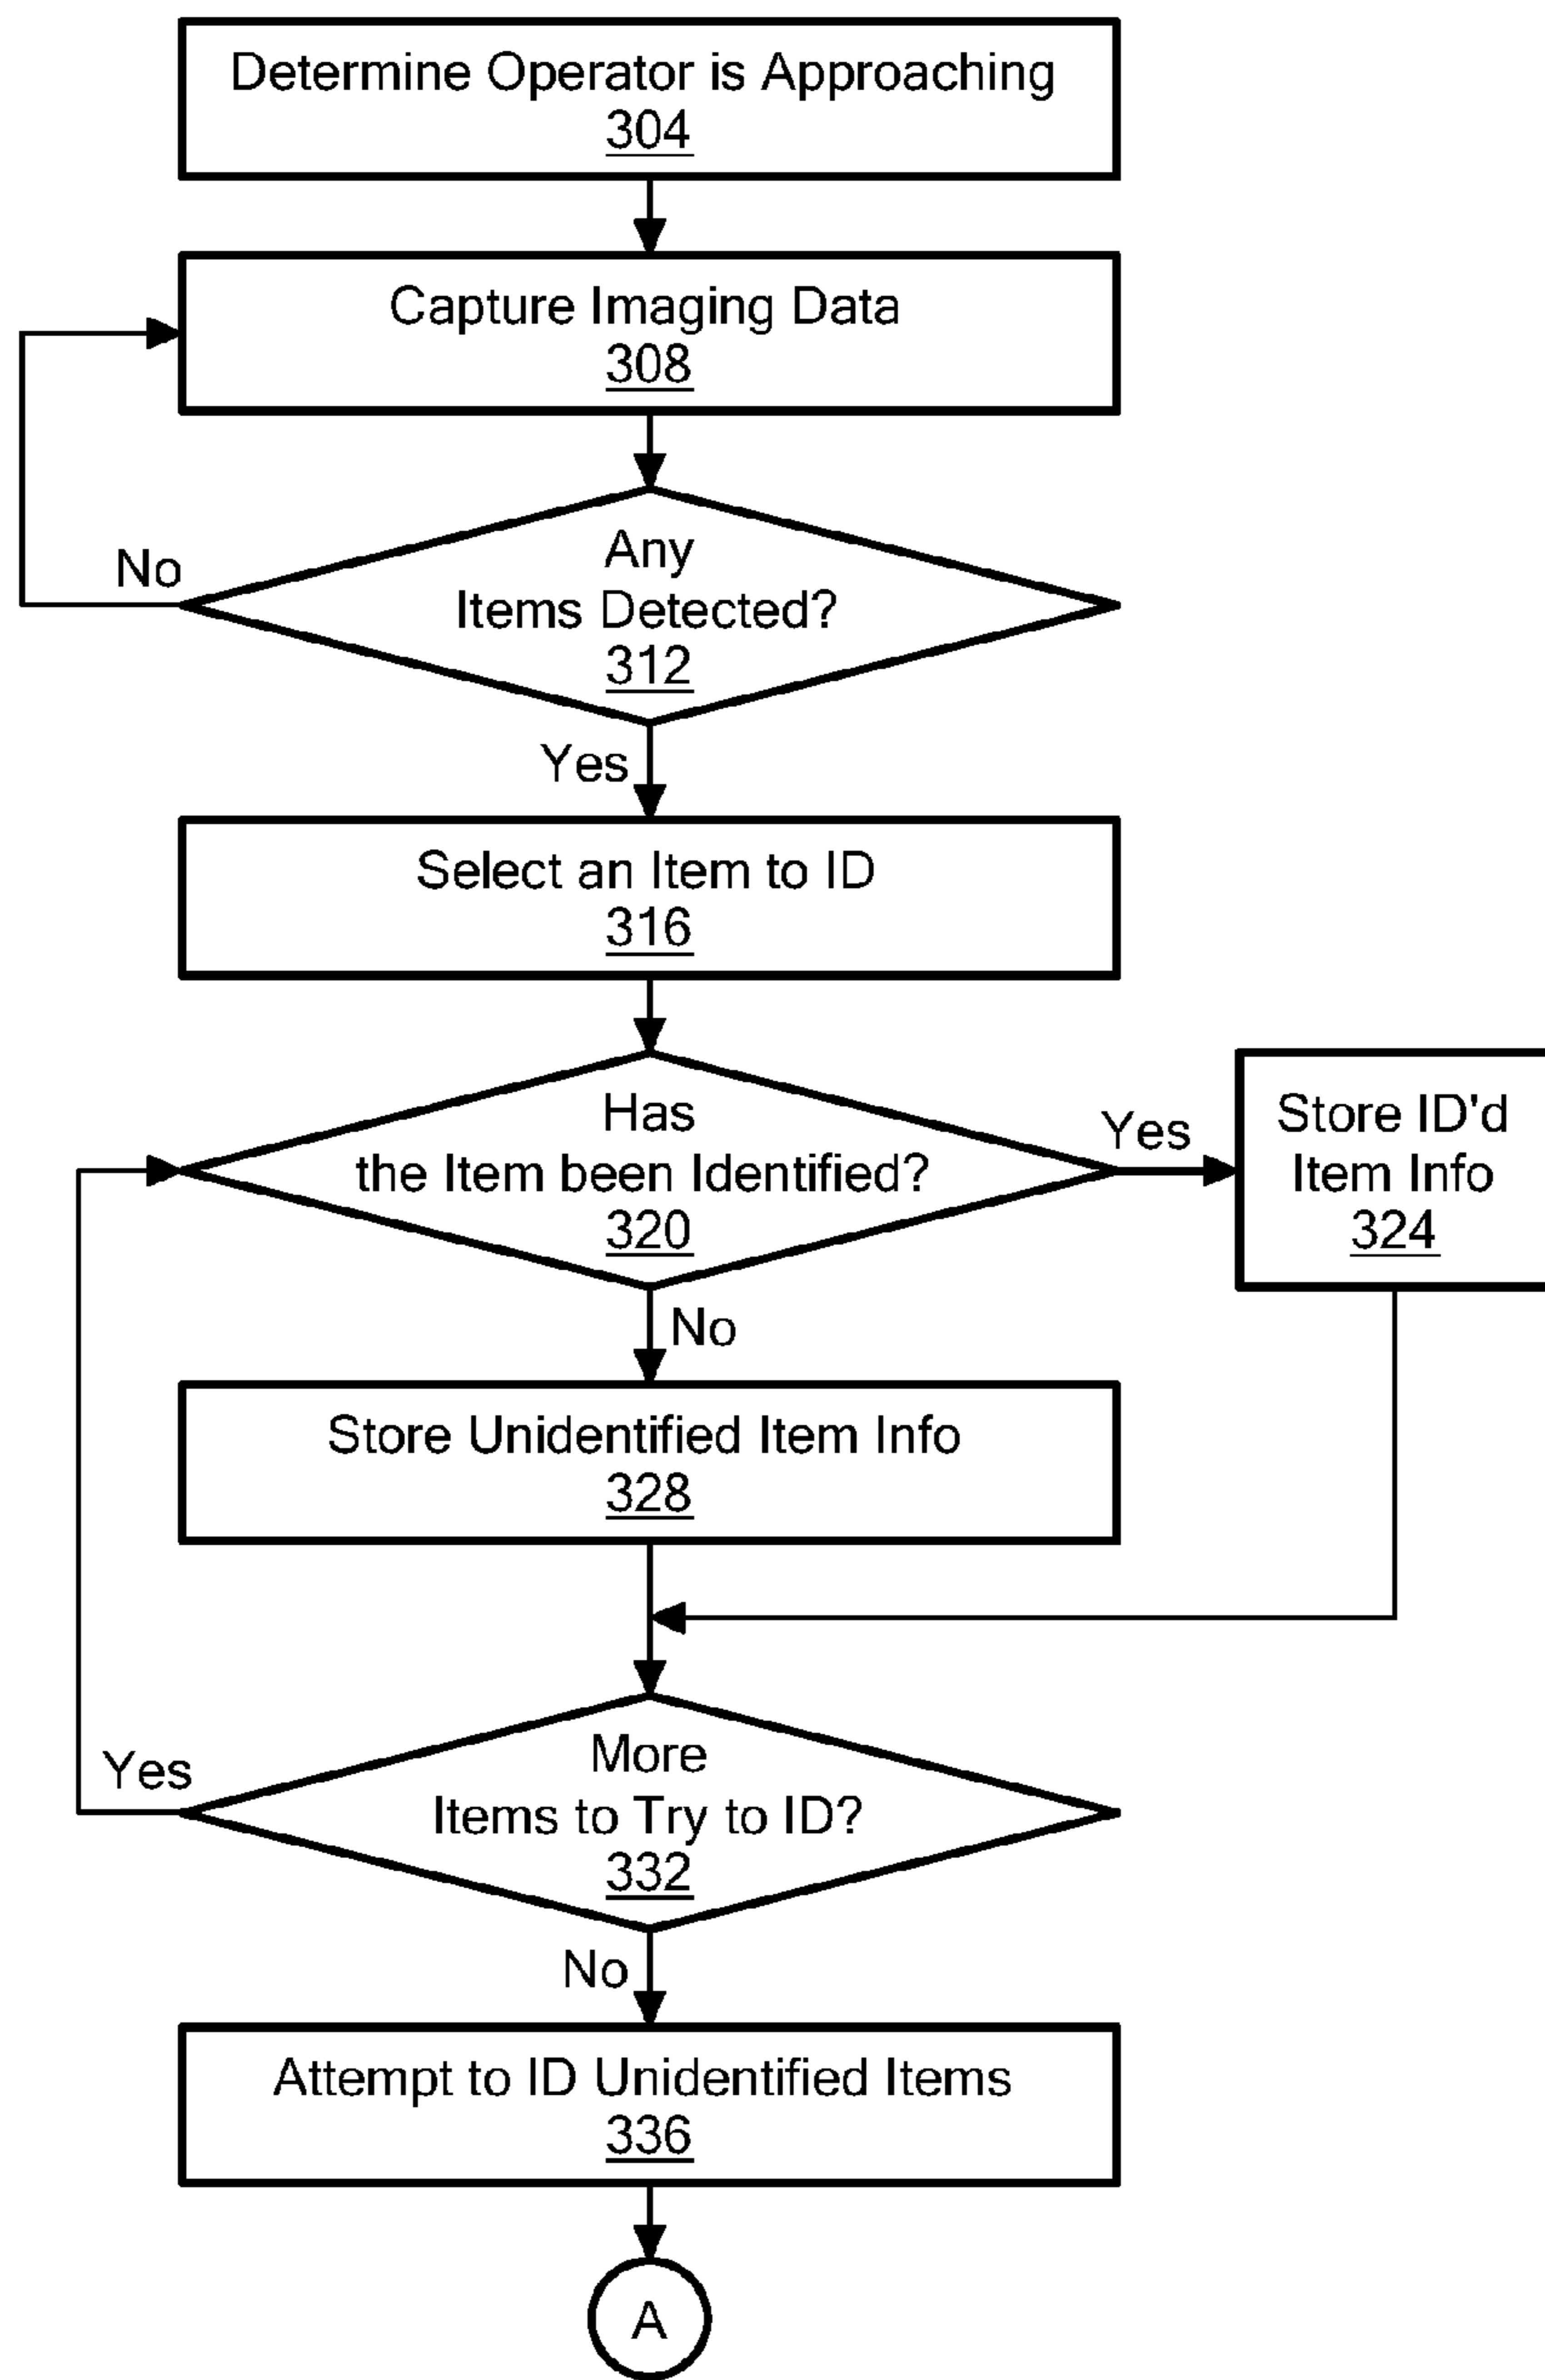 Determine Operator is Approaching
304
Capture Imaging Data
308
Any
Items Detected?
312
No
Yes
Select an Item to ID
316
Has
the Item been Identified?
320
Yes
Store ID'd
Item Info
324
No
Store Unidentified Item Info
328
More
Items to Try to ID?
332
Yes
No
Attempt to ID Unidentified Items
336
A